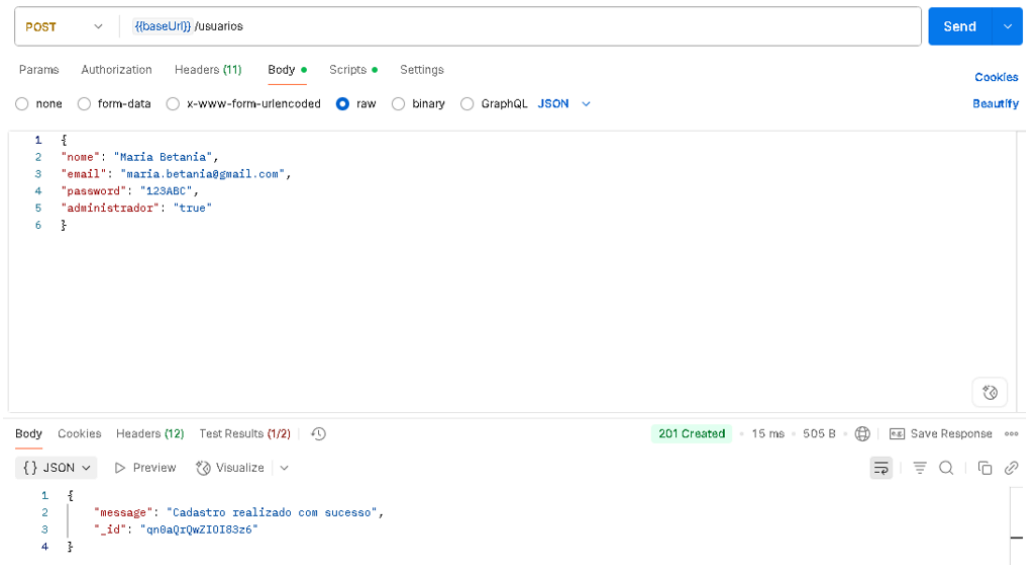 POST {{baseUrl}} /usuarios Send
Params Authorization Headers (11) Body Scripts Settings Cookies
none form-data x-www-form-urlencoded raw binary GraphQL JSON Beautify
1 {
2 "nome": "Maria Betania",
3 "email": "maria.betania@gmail.com",
4 "password": "123ABC",
5 "administrador": "true"
6 }
Body Cookies Headers (12) Test Results (1/2) 201 Created 15 ms 505 B e.g. Save Response
{} JSON Preview Visualize
1 {
2 "message": "Cadastro realizado com sucesso",
3 "_id": "qn0aQrQwZIOI83z6"
4 }